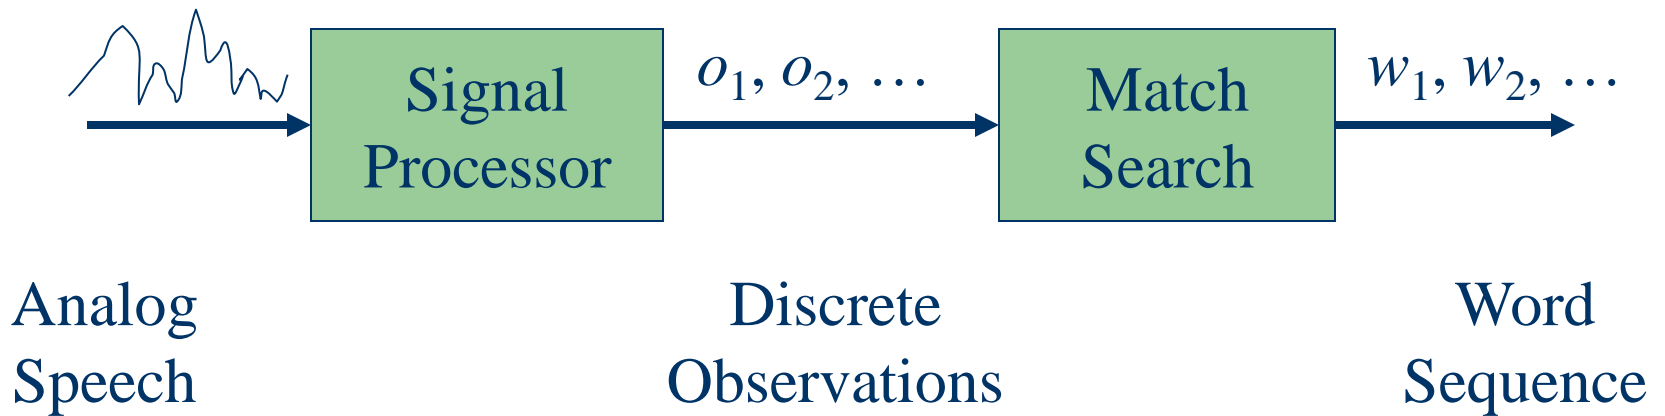 Signal
Processor
o₁, o₂, …
Match
Search
w₁, w₂, …
Analog
Speech
Discrete
Observations
Word
Sequence